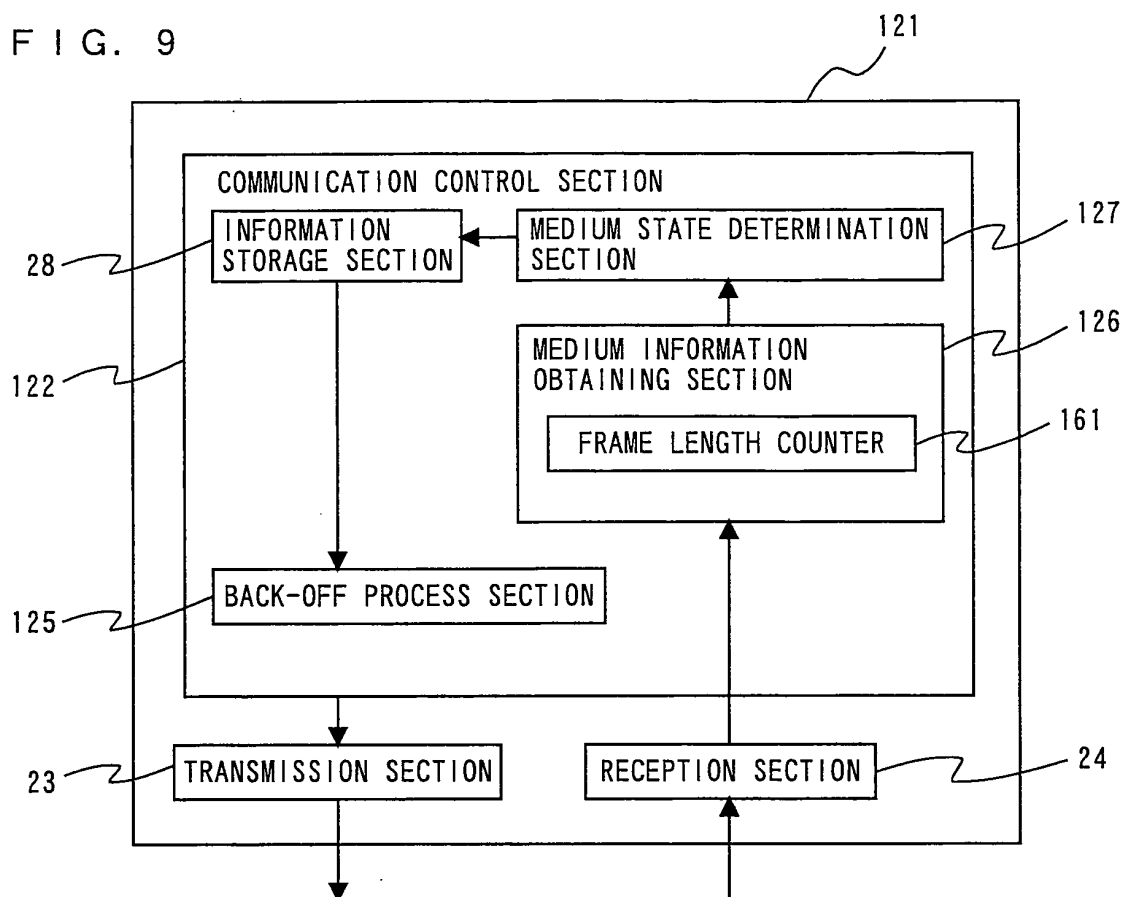 FIG. 9
121
COMMUNICATION CONTROL SECTION
INFORMATION
STORAGE SECTION
MEDIUM STATE DETERMINATION
SECTION
127
28
MEDIUM INFORMATION
OBTAINING SECTION
126
122
FRAME LENGTH COUNTER
161
BACK-OFF PROCESS SECTION
125
TRANSMISSION SECTION
23
RECEPTION SECTION
24